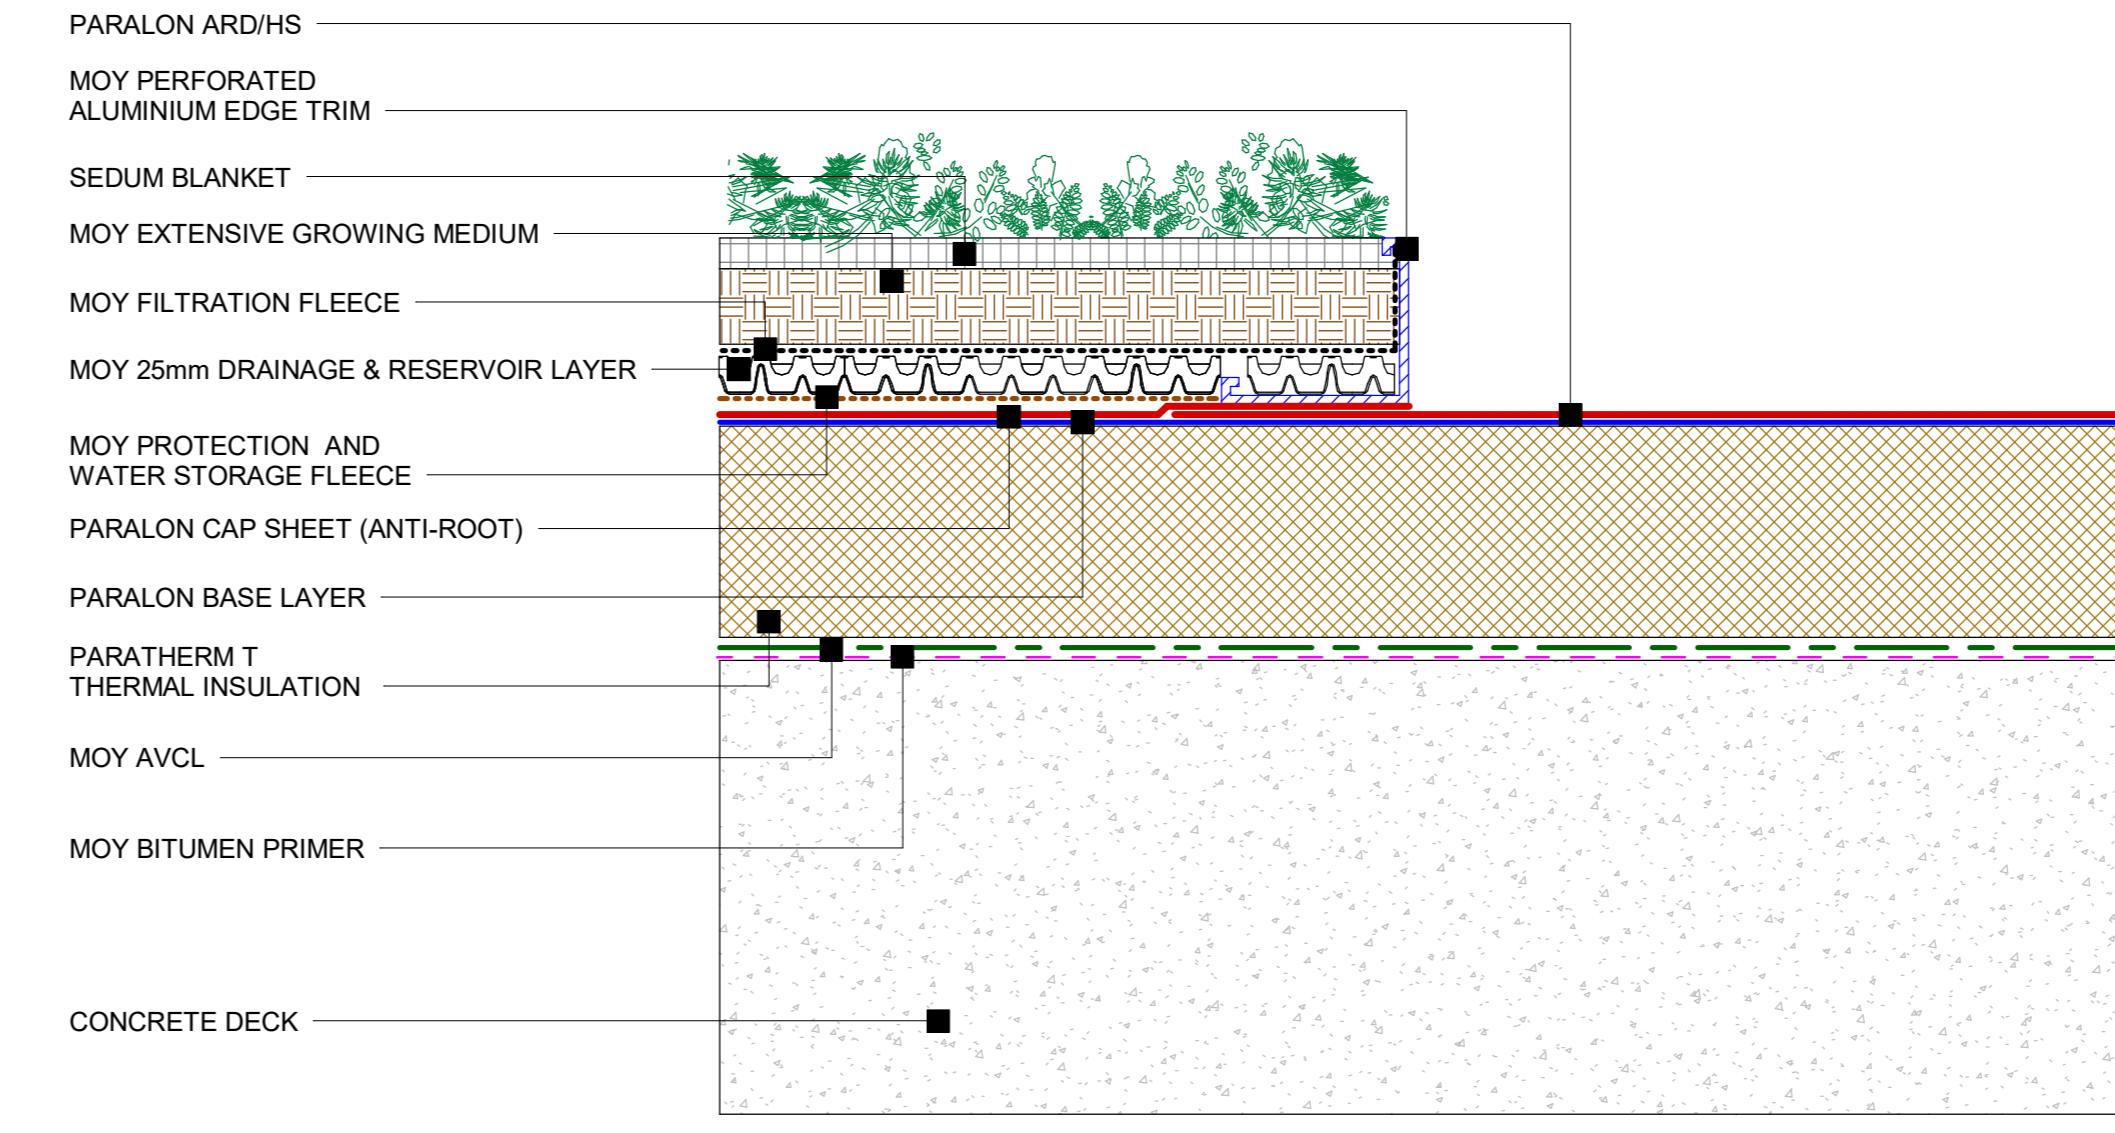 PARALON ARD/HS
MOY PERFORATED
ALUMINIUM EDGE TRIM
SEDUM BLANKET
MOY EXTENSIVE GROWING MEDIUM
MOY FILTRATION FLEECE
MOY 25mm DRAINAGE & RESERVOIR LAYER
MOY PROTECTION AND
WATER STORAGE FLEECE
PARALON CAP SHEET (ANTI-ROOT)
PARALON BASE LAYER
PARATHERM T
THERMAL INSULATION
MOY AVCL
MOY BITUMEN PRIMER
CONCRETE DECK